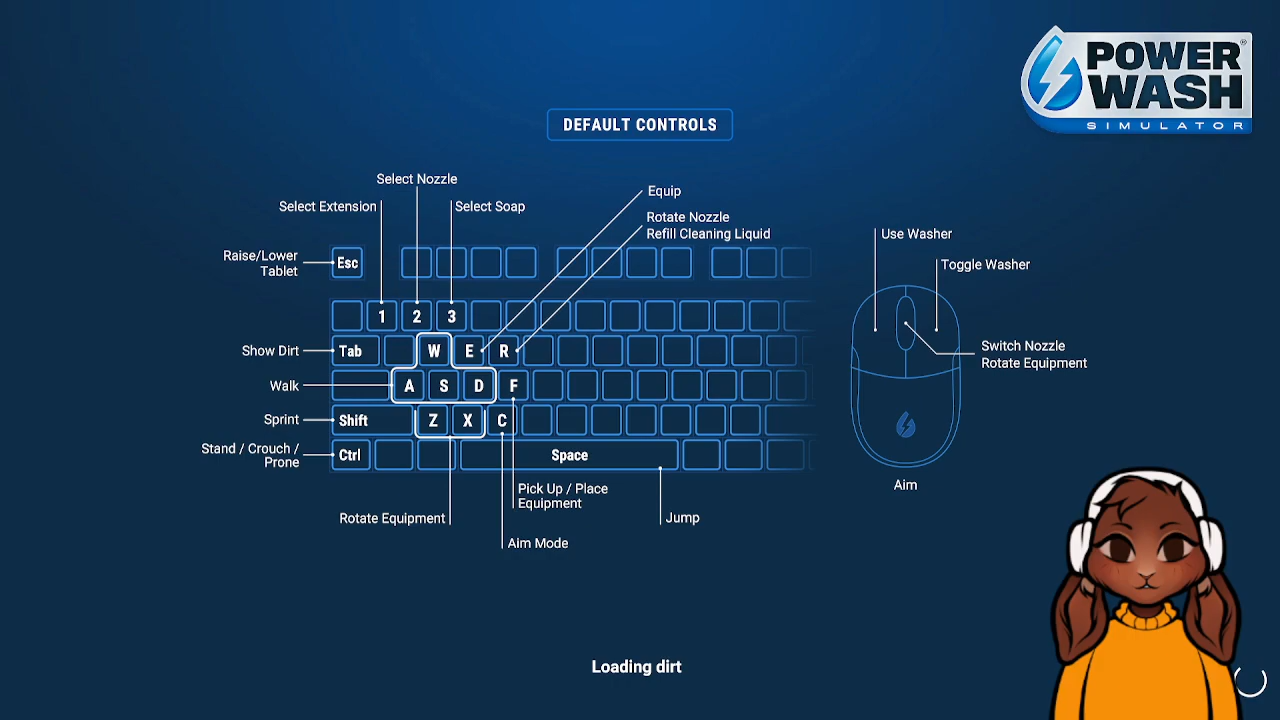 POWER
WASH
SIMULATOR
DEFAULT CONTROLS
Select Nozzle
Select Extension
Select Soap
Equip
Rotate Nozzle
Refill Cleaning Liquid
Raise/Lower
Tablet
Esc
1 2 3
Show Dirt
Tab W E R
Walk
A S D F
Sprint
Shift Z X C
Stand / Crouch /
Prone
Ctrl Space
Rotate Equipment
Pick Up / Place
Equipment
Aim Mode
Jump
Use Washer
Toggle Washer
Switch Nozzle
Rotate Equipment
Aim
Loading dirt